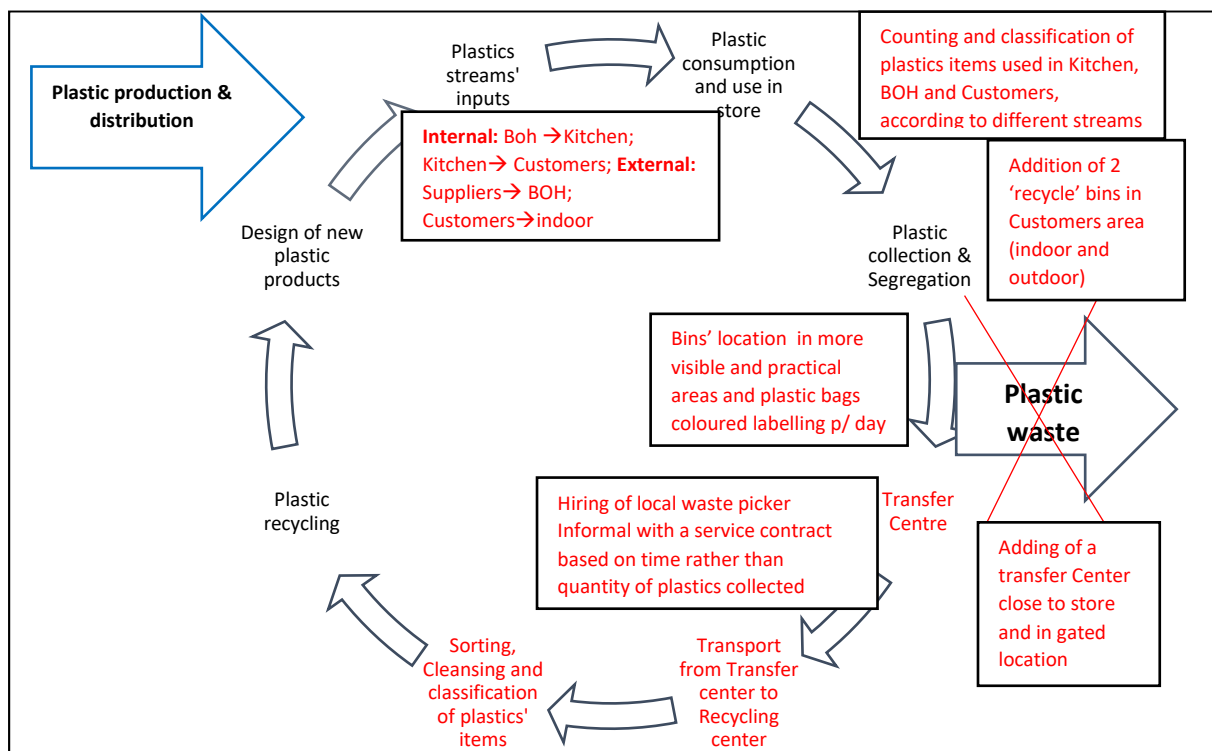 Plastic production &
distribution
Plastics
streams'
inputs
Plastic
consumption
and use in
store
Counting and classification of
plastics items used in Kitchen,
BOH and Customers,
according to different streams
Internal: Boh →Kitchen;
Kitchen→ Customers; External:
Suppliers→ BOH;
Customers→indoor
Addition of 2
‘recycle’ bins in
Customers area
(indoor and
outdoor)
Design of new
plastic
products
Plastic
collection &
Segregation
Bins’ location in more
visible and practical
areas and plastic bags
coloured labelling p/ day
Plastic
waste
Plastic
recycling
Hiring of local waste picker
Informal with a service contract
based on time rather than
quantity of plastics collected
Transfer
Centre
Adding of a
transfer Center
close to store
and in gated
location
Sorting,
Cleansing and
classification
of plastics'
items
Transport
from Transfer
center to
Recycling
center